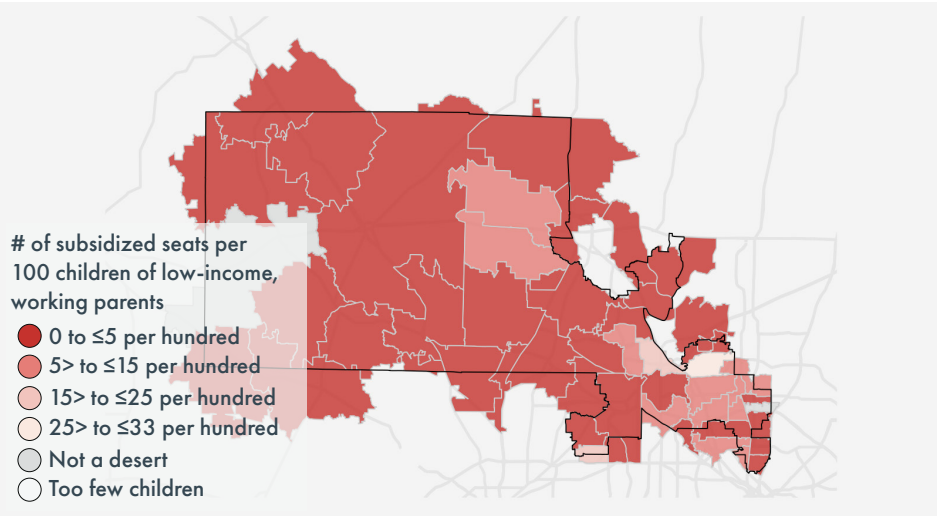 # of subsidized seats per
100 children of low-income,
working parents
0 to ≤5 per hundred
5> to ≤15 per hundred
15> to ≤25 per hundred
25> to ≤33 per hundred
Not a desert
Too few children